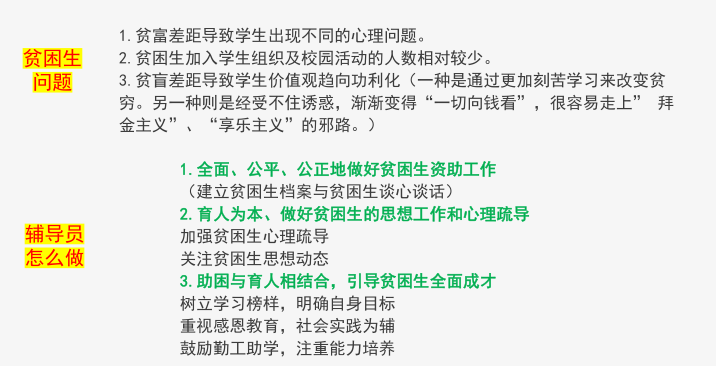 贫困生
问题
1.贫富差距导致学生出现不同的心理问题。
2.贫困生加入学生组织及校园活动的人数相对较少。
3.贫盲差距导致学生价值观趋向功利化（一种是通过更加刻苦学习来改变贫
穷。另一种则是经受不住诱惑，渐渐变得“一切向钱看”，很容易走上” 拜
金主义”、“享乐主义”的邪路。）
辅导员
怎么做
1.全面、公平、公正地做好贫困生资助工作
（建立贫困生档案与贫困生谈心谈话）
2.育人为本、做好贫困生的思想工作和心理疏导
加强贫困生心理疏导
关注贫困生思想动态
3.助困与育人相结合，引导贫困生全面成才
树立学习榜样，明确自身目标
重视感恩教育，社会实践为辅
鼓励勤工助学，注重能力培养